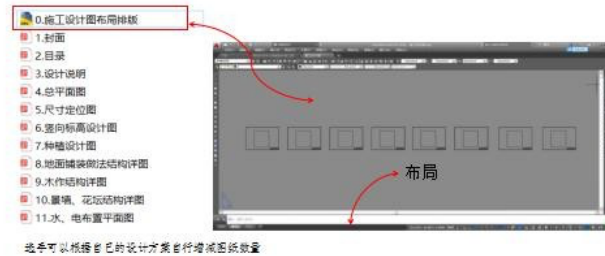 0.施工设计图布局排版
1.封面
2.目录
3.设计说明
4.总平面图
5.尺寸定位图
6.竖向标高设计图
7.种植设计图
8.地面铺装做法结构详图
9.木作结构详图
10.景墙、花坛结构详图
11.水、电布置平面图
布局
选手可以根据自已的设计方案自行增减图纸数量